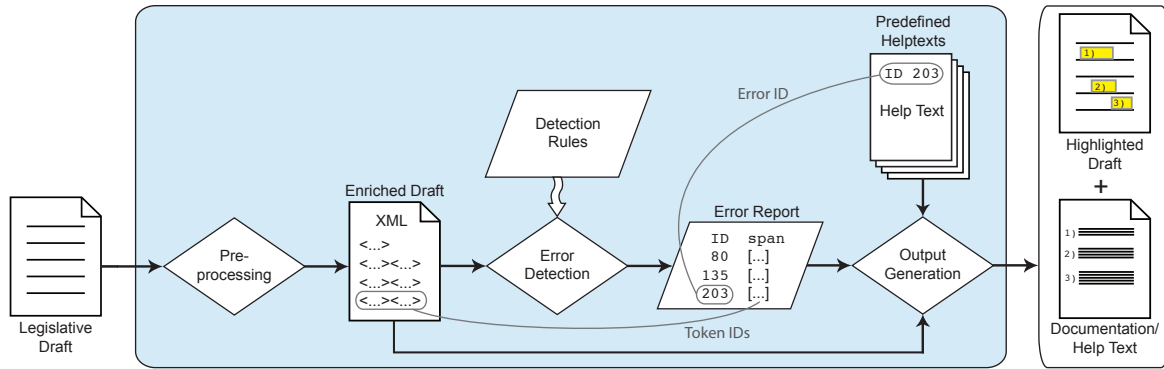 Legislative
Draft
Pre-
processing
Enriched Draft
XML
<...>
<...><...>
<...><...>
<...><...>
Detection
Rules
Error
Detection
Error Report
ID span
80 [...]
135 [...]
203 [...]
Error ID
Token IDs
Predefined
Helptexts
ID 203
Help Text
Output
Generation
1)
2)
3)
Highlighted
Draft
+
1)
2)
3)
Documentation/
Help Text